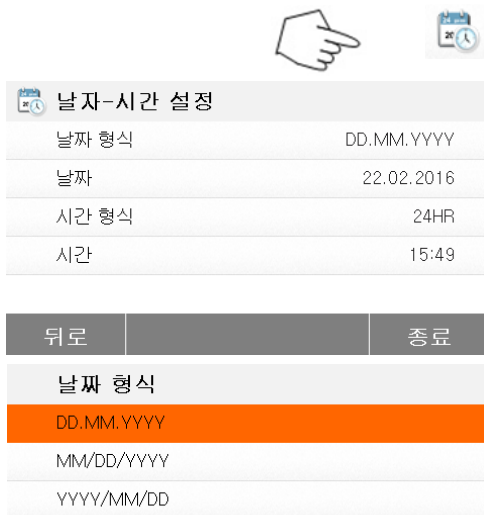 날자-시간 설정
날짜 형식 DD.MM.YYYY
날짜 22.02.2016
시간 형식 24HR
시간 15:49
뒤로 종료
날짜 형식
DD.MM.YYYY
MM/DD/YYYY
YYYY/MM/DD